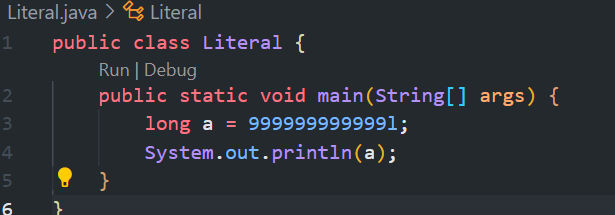 Literal.java > Literal
1 public class Literal {
Run | Debug
2 public static void main(String[] args) {
3 long a = 9999999999999l;
4 System.out.println(a);
5 }
6 }